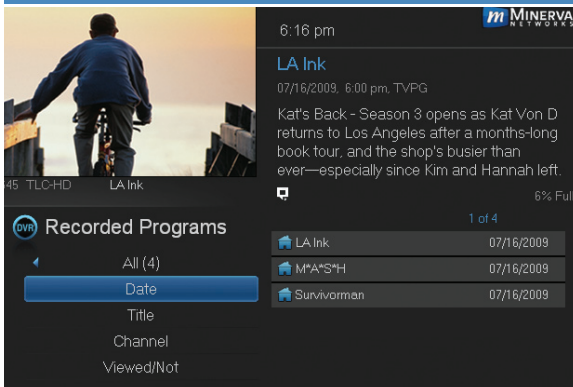 6:16 pm
MINERVA
NETWORKS
LA Ink
07/16/2009, 6:00 pm, TVPG
Kat's Back - Season 3 opens as Kat Von D
returns to Los Angeles after a months-long
book tour, and the shop's busier than
ever—especially since Kim and Hannah left.
645 TLC-HD LA Ink
6% Full
DVR Recorded Programs
1 of 4
All (4)
Date
Title
Channel
Viewed/Not
LA Ink 07/16/2009
M*A*S*H 07/16/2009
Survivorman 07/16/2009